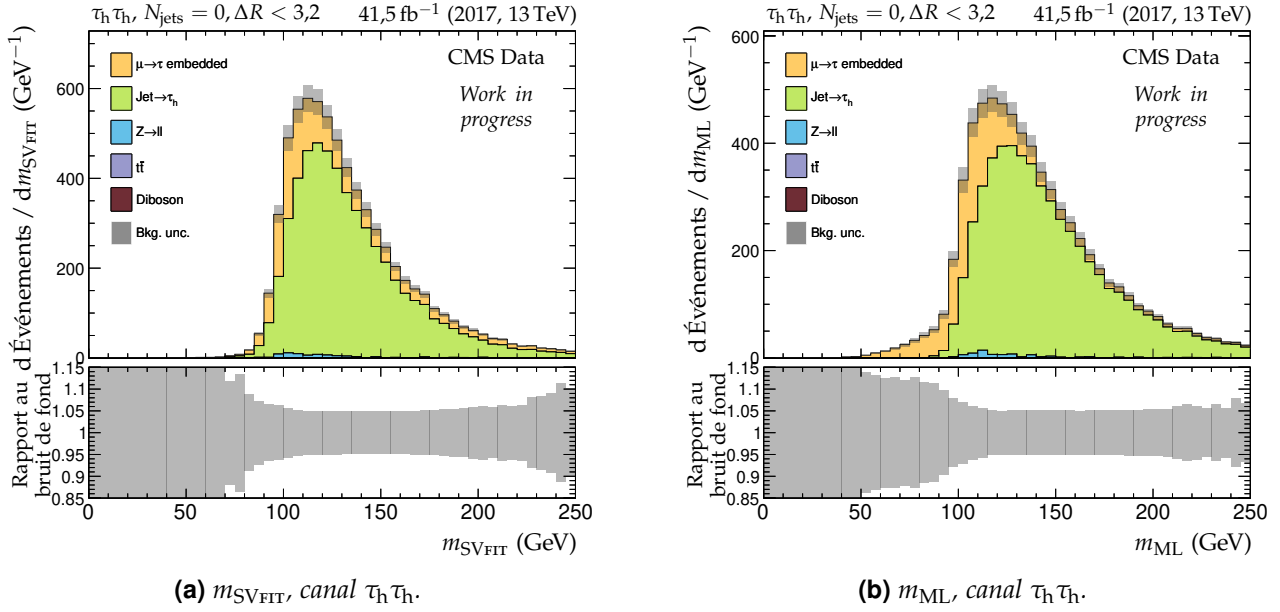 τhτh, Njets = 0, ΔR < 3,2 41,5 fb−1 (2017, 13 TeV)
d Événements / dmSVFIT (GeV−1)
600
400
200
0
μ→τ embedded
Jet→τh
Z→ll
tt̄
Diboson
Bkg. unc.
CMS Data
Work in
progress
Rapport au
bruit de fond
1.15
1.05
1
0.95
0.9
0.85
0 50 100 150 200 250
mSVFIT (GeV)
(a) mSVFIT, canal τhτh.
τhτh, Njets = 0, ΔR < 3,2 41,5 fb−1 (2017, 13 TeV)
d Événements / dmML (GeV−1)
600
400
200
0
μ→τ embedded
Jet→τh
Z→ll
tt̄
Diboson
Bkg. unc.
CMS Data
Work in
progress
Rapport au
bruit de fond
1.15
1.05
1
0.95
0.9
0.85
0 50 100 150 200 250
mML (GeV)
(b) mML, canal τhτh.